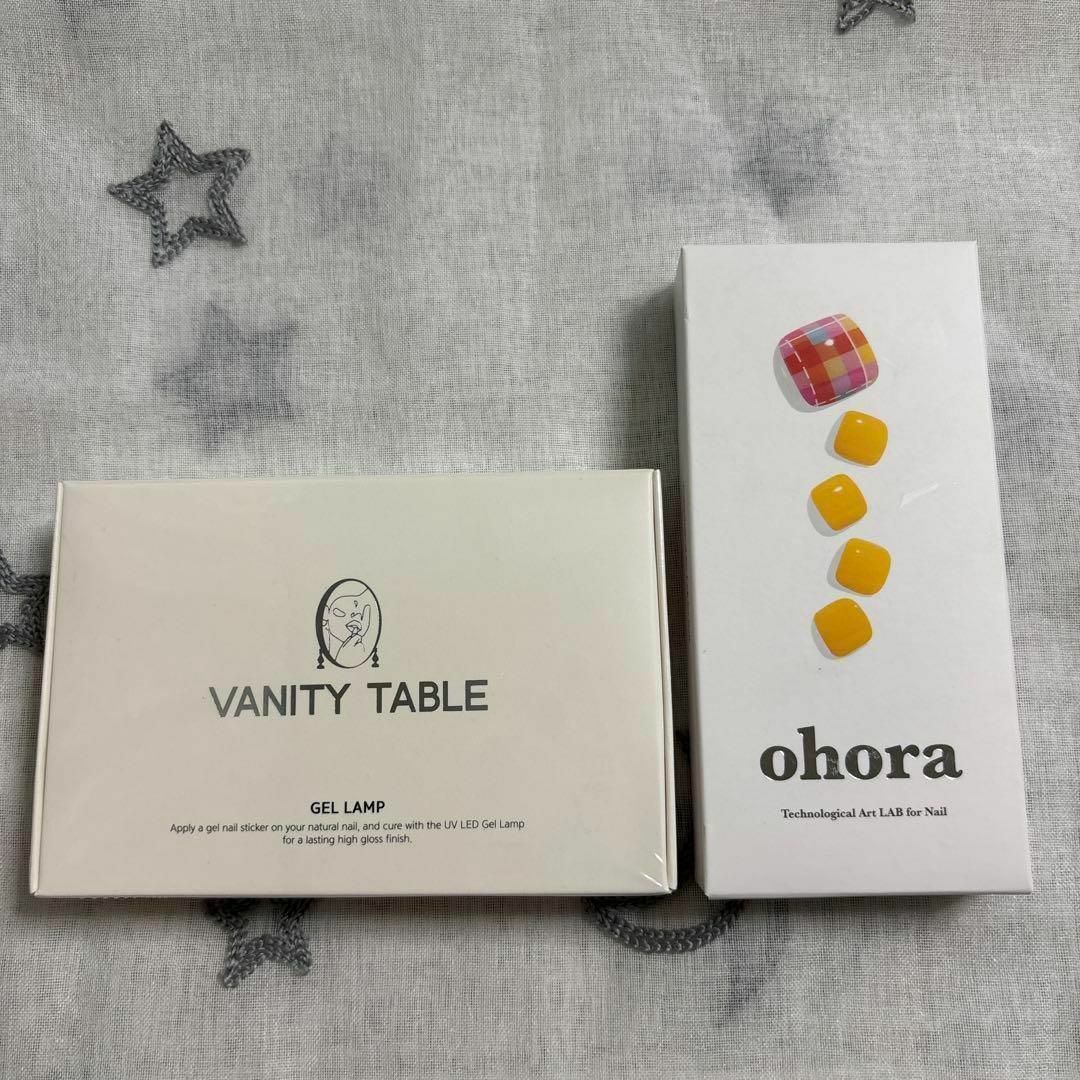 VANITY TABLE
GEL LAMP
Apply a gel nail sticker on your natural nail, and cure with the UV LED Gel Lamp
for a lasting high gloss finish.
ohora
Technological Art LAB for Nail